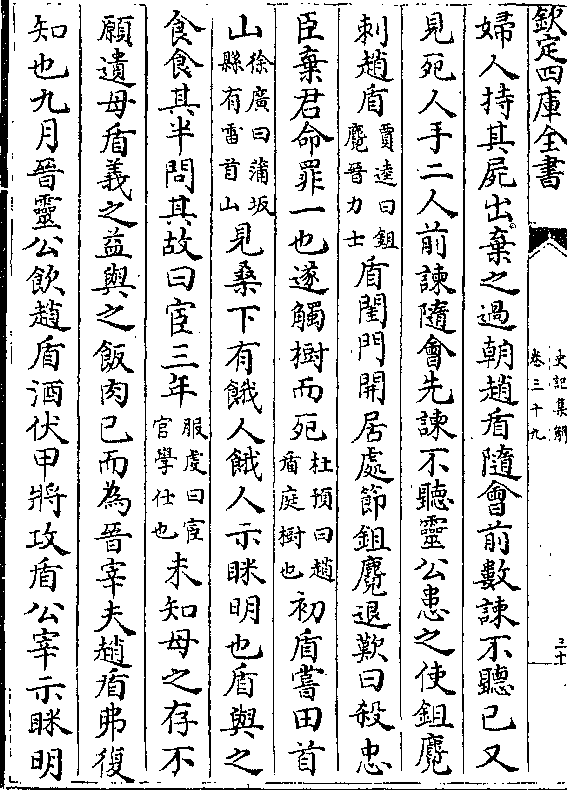 欽定四庫全書
史記集解
卷三十九
三十
婦人持其屍出棄之過朝趙盾隨會前數諫不聽已又
見死人手二人前諫隨會先諫不聽靈公患之使鉏麑
刺趙盾賈逵曰鉏麑晉力士盾閨門開居處節鉏麑退歎曰殺忠
臣棄君命罪一也遂觸樹而死杜預曰趙盾庭樹也初盾嘗田首
山徐廣曰蒲坂縣有雷首山見桑下有餓人餓人示眯明也盾與之
食食其半問其故曰宦三年服虔曰宦官學仕也未知母之存不
願遺母盾義之益與之飯肉已而為晉宰夫趙盾弗復
知也九月晉靈公飲趙盾酒伏甲將攻盾公宰示眯明